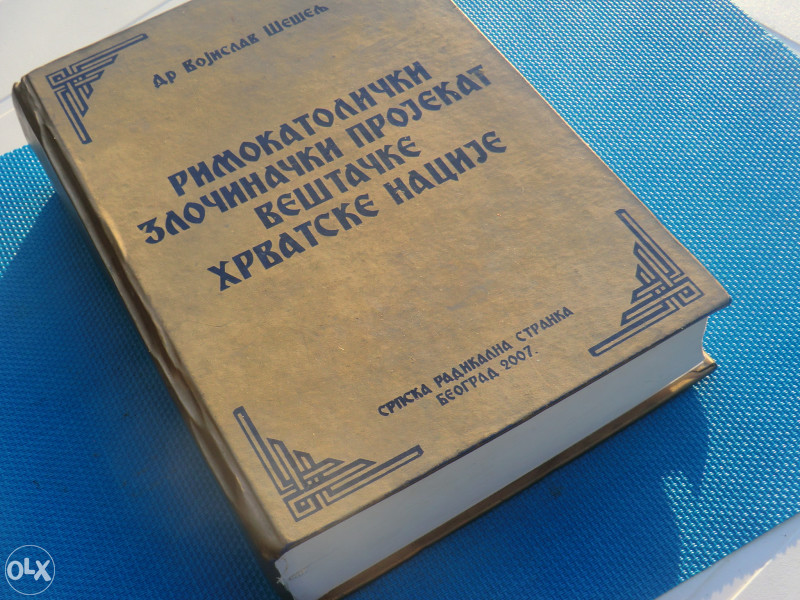 Др Војислав Шешељ
РИМОКАТОЛИЧКИ
ЗЛОЧИНАЧКИ ПРОЈЕКАТ
ВЕШТАЧКЕ
ХРВАТСКЕ НАЦИЈЕ
СРПСКА РАДИКАЛНА СТРАНКА
БЕОГРАД 2007.
OLX